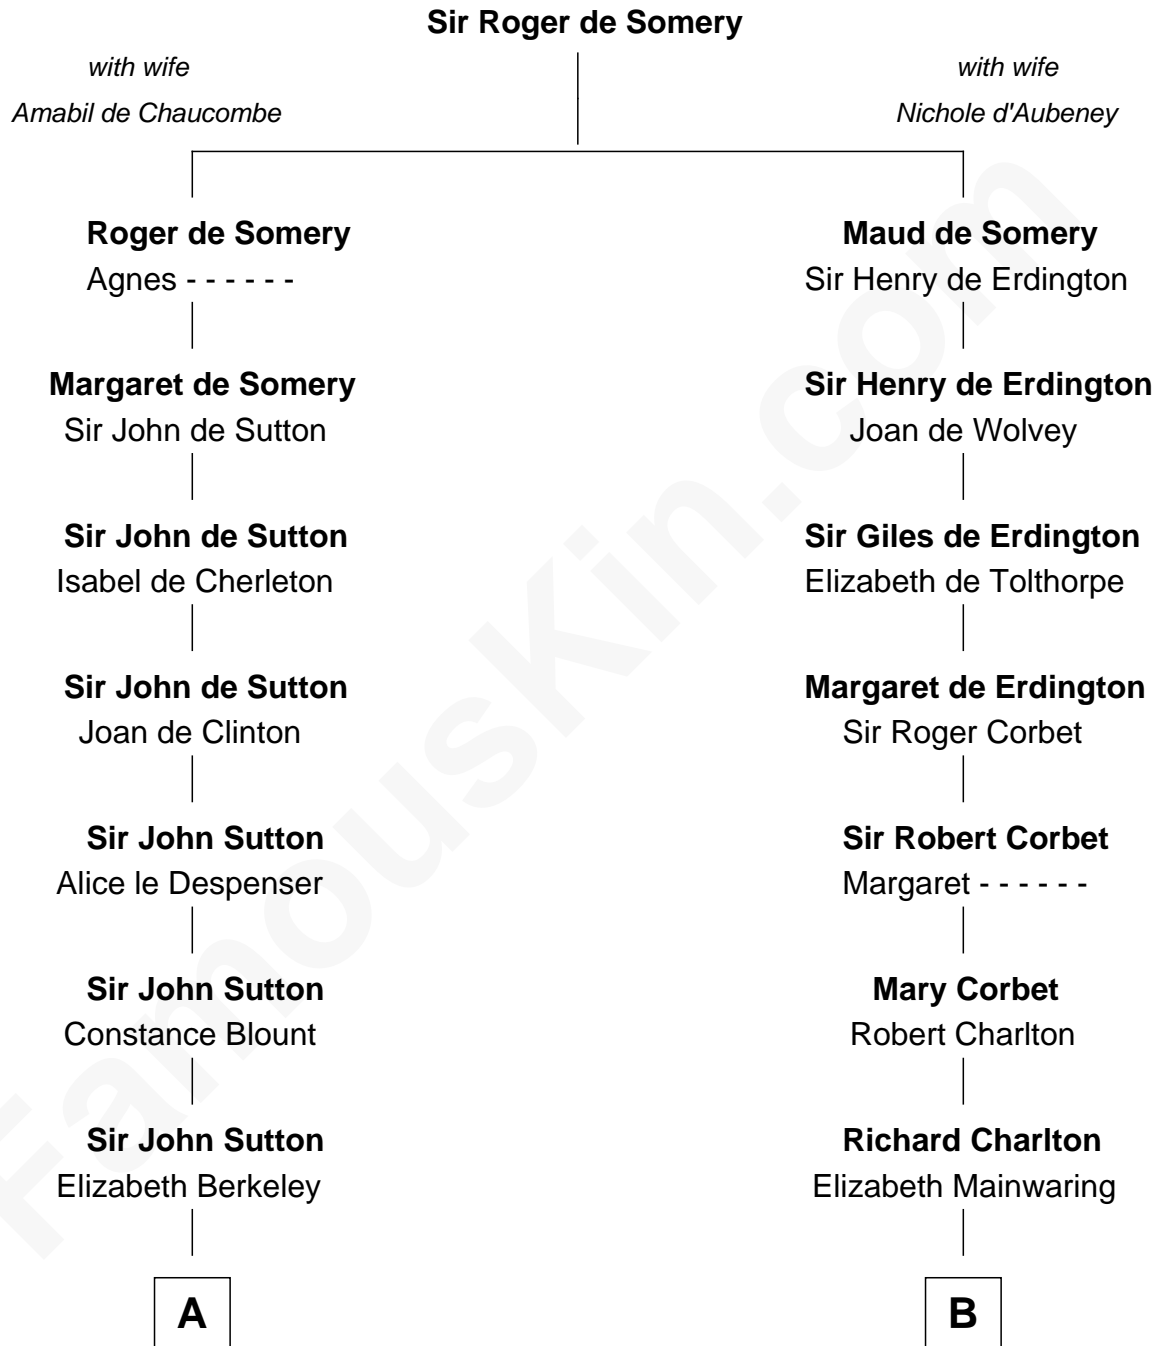 Sir Roger de Somery
with wife
Amabil de Chaucombe
with wife
Nichole d'Aubeney
Roger de Somery
Agnes - - - - - -
Maud de Somery
Sir Henry de Erdington
Margaret de Somery
Sir John de Sutton
Sir Henry de Erdington
Joan de Wolvey
Sir John de Sutton
Isabel de Cherleton
Sir Giles de Erdington
Elizabeth de Tolthorpe
Sir John de Sutton
Joan de Clinton
Margaret de Erdington
Sir Roger Corbet
Sir John Sutton
Alice le Despenser
Sir Robert Corbet
Margaret - - - - - -
Sir John Sutton
Constance Blount
Mary Corbet
Robert Charlton
Sir John Sutton
Elizabeth Berkeley
Richard Charlton
Elizabeth Mainwaring
A
B
FamousKin.com